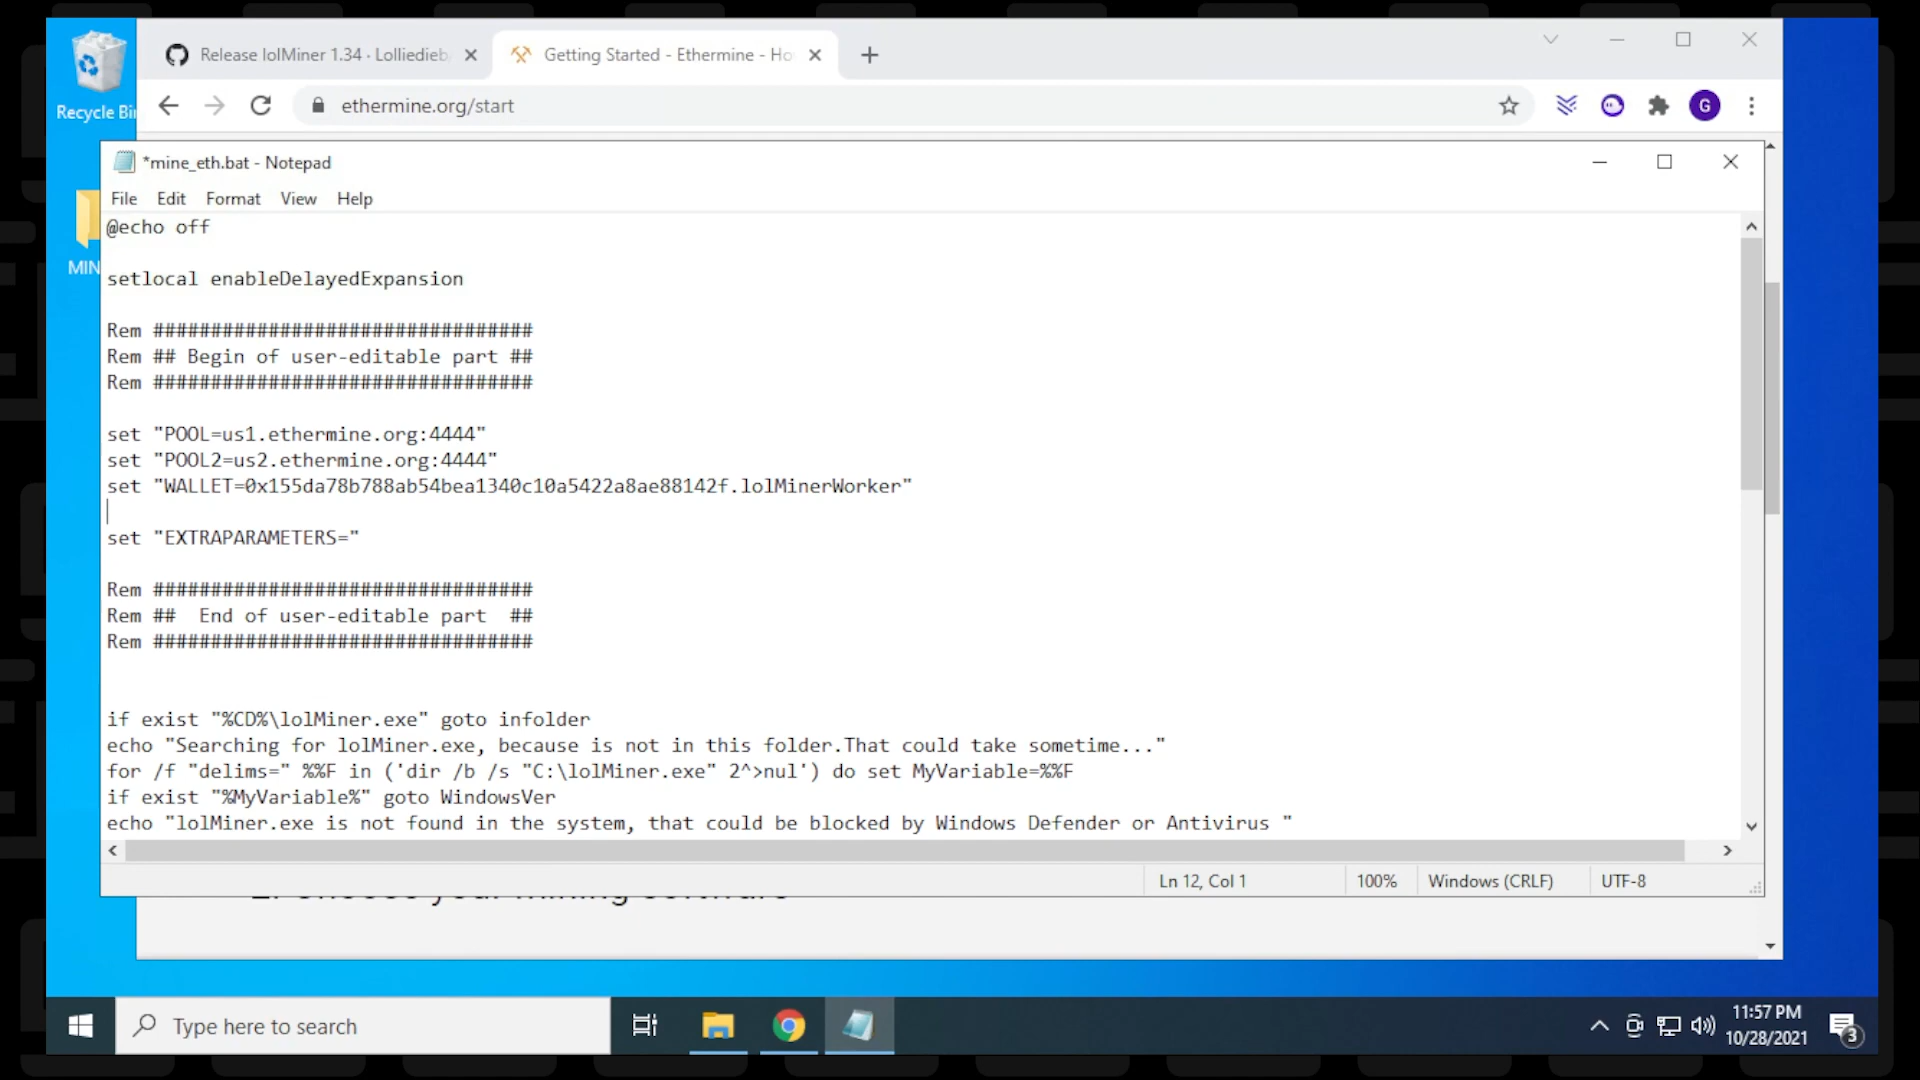 Recycle Bin
Release lolMiner 1.34 · Lolliedieb
Getting Started - Ethermine - Ho
ethermine.org/start
G
*mine_eth.bat - Notepad
File Edit Format View Help
MIN
@echo off
setlocal enableDelayedExpansion
Rem #################################
Rem ## Begin of user-editable part ##
Rem #################################
set "POOL=us1.ethermine.org:4444"
set "POOL2=us2.ethermine.org:4444"
set "WALLET=0x155da78b788ab54bea1340c10a5422a8ae88142f.lolMinerWorker"
set "EXTRAPARAMETERS="
Rem #################################
Rem ##  End of user-editable part  ##
Rem #################################
if exist "%CD%\lolMiner.exe" goto infolder
echo "Searching for lolMiner.exe, because is not in this folder.That could take sometime..."
for /f "delims=" %%F in ('dir /b /s "C:\lolMiner.exe" 2^>nul') do set MyVariable=%%F
if exist "%MyVariable%" goto WindowsVer
echo "lolMiner.exe is not found in the system, that could be blocked by Windows Defender or Antivirus "
Ln 12, Col 1
100%
Windows (CRLF)
UTF-8
Type here to search
11:57 PM
10/28/2021
3